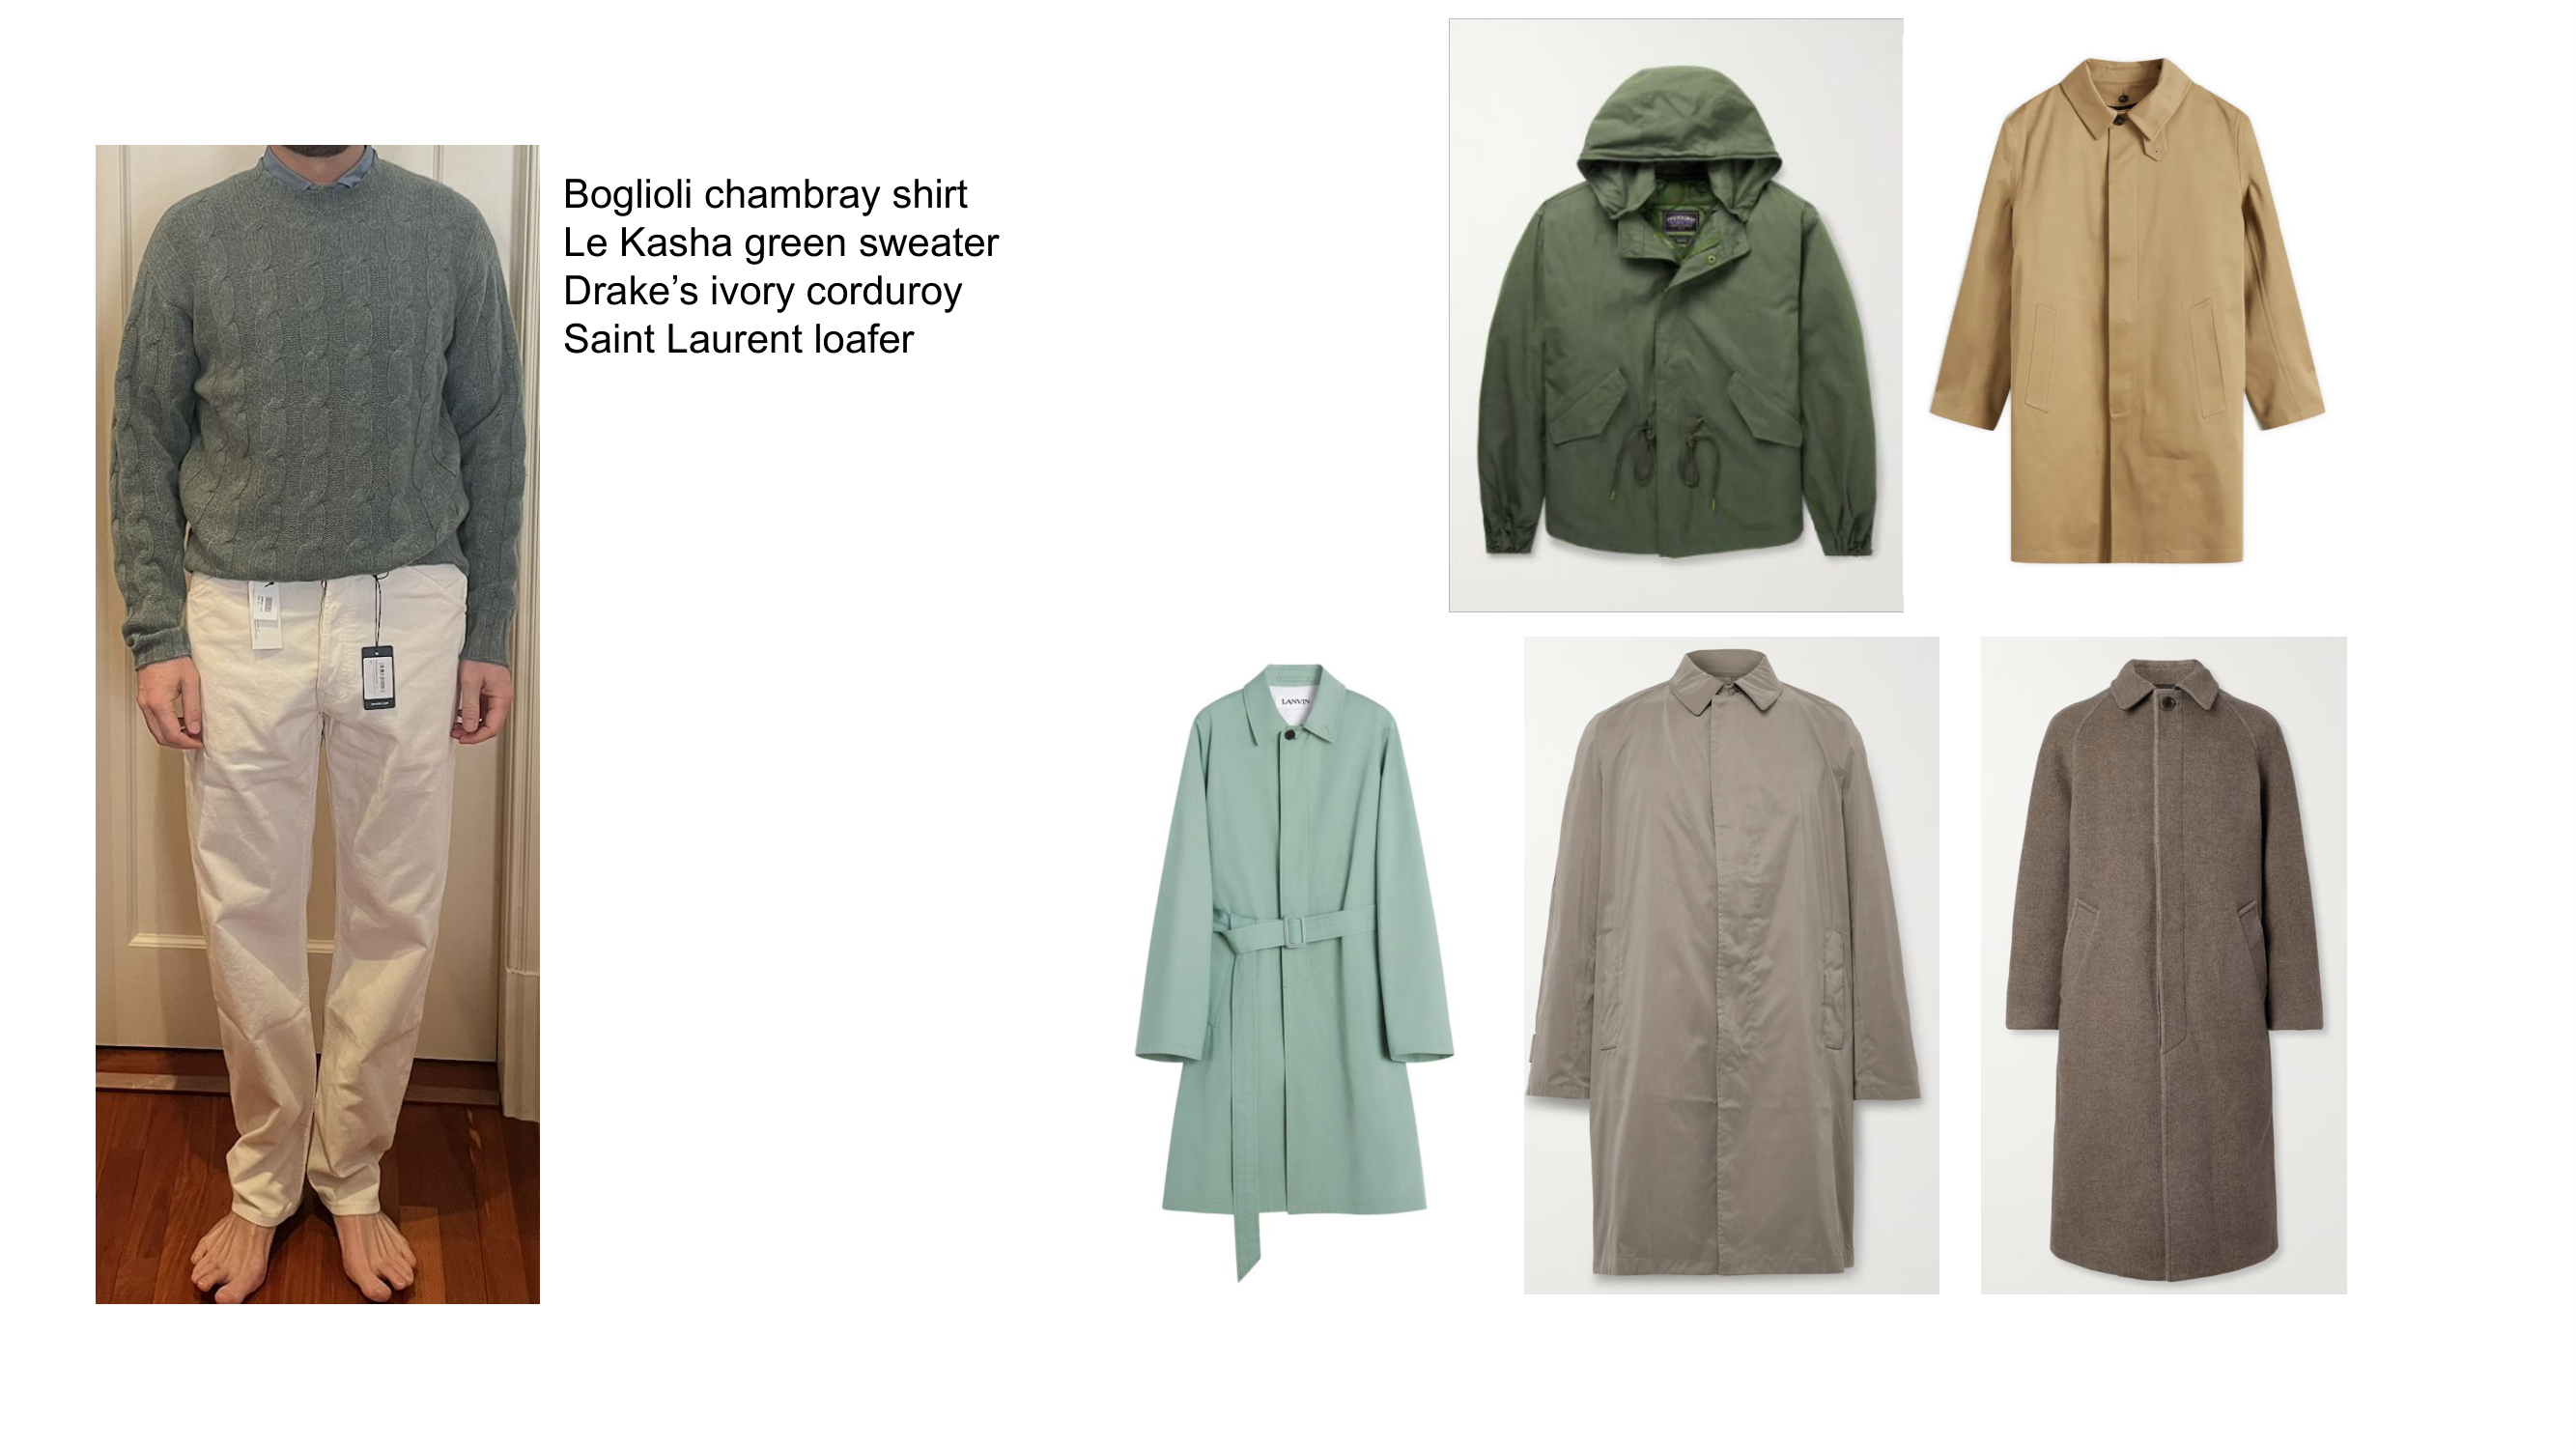 Boglioli chambray shirt
Le Kasha green sweater
Drake’s ivory corduroy
Saint Laurent loafer
LANVIN